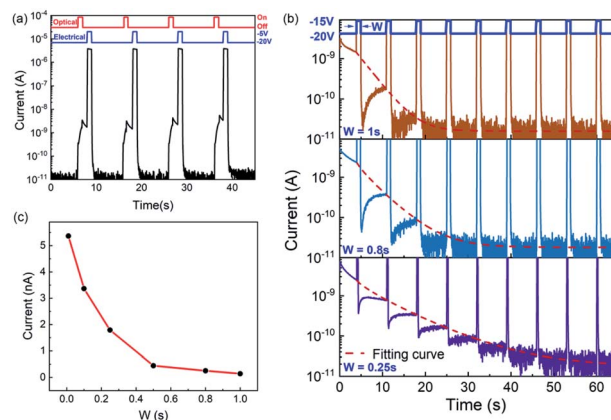 (a)
Optical
On
Off
Electrical
-5V
-20V
Current (A)
10⁻⁴
10⁻⁵
10⁻⁶
10⁻⁷
10⁻⁸
10⁻⁹
10⁻¹⁰
10⁻¹¹
0 10 20 30 40
Time(s)
(b)
-15V
-20V
W
10⁻⁹
10⁻¹⁰
10⁻¹¹
W = 1s
Current (A)
10⁻⁹
10⁻¹⁰
10⁻¹¹
W = 0.8s
10⁻⁹
10⁻¹⁰
10⁻¹¹
Fitting curve
W = 0.25s
0 10 20 30 40 50 60
Time (s)
(c)
Current (nA)
5
4
3
2
1
0
0.0 0.2 0.4 0.6 0.8 1.0
W (s)